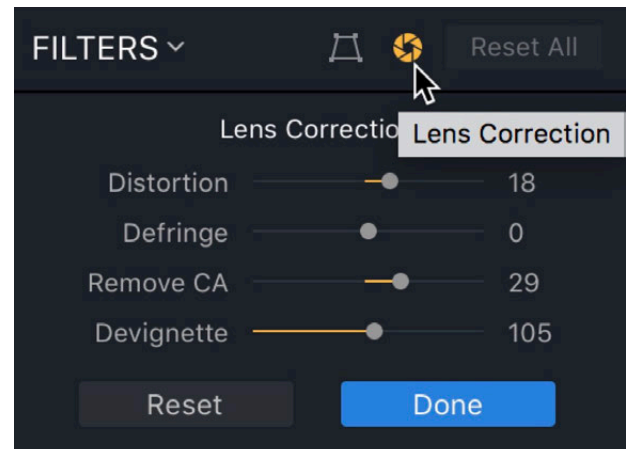 FILTERS Reset All
Lens Correctio Lens Correction
Distortion 18
Defringe 0
Remove CA 29
Devignette 105
Reset Done